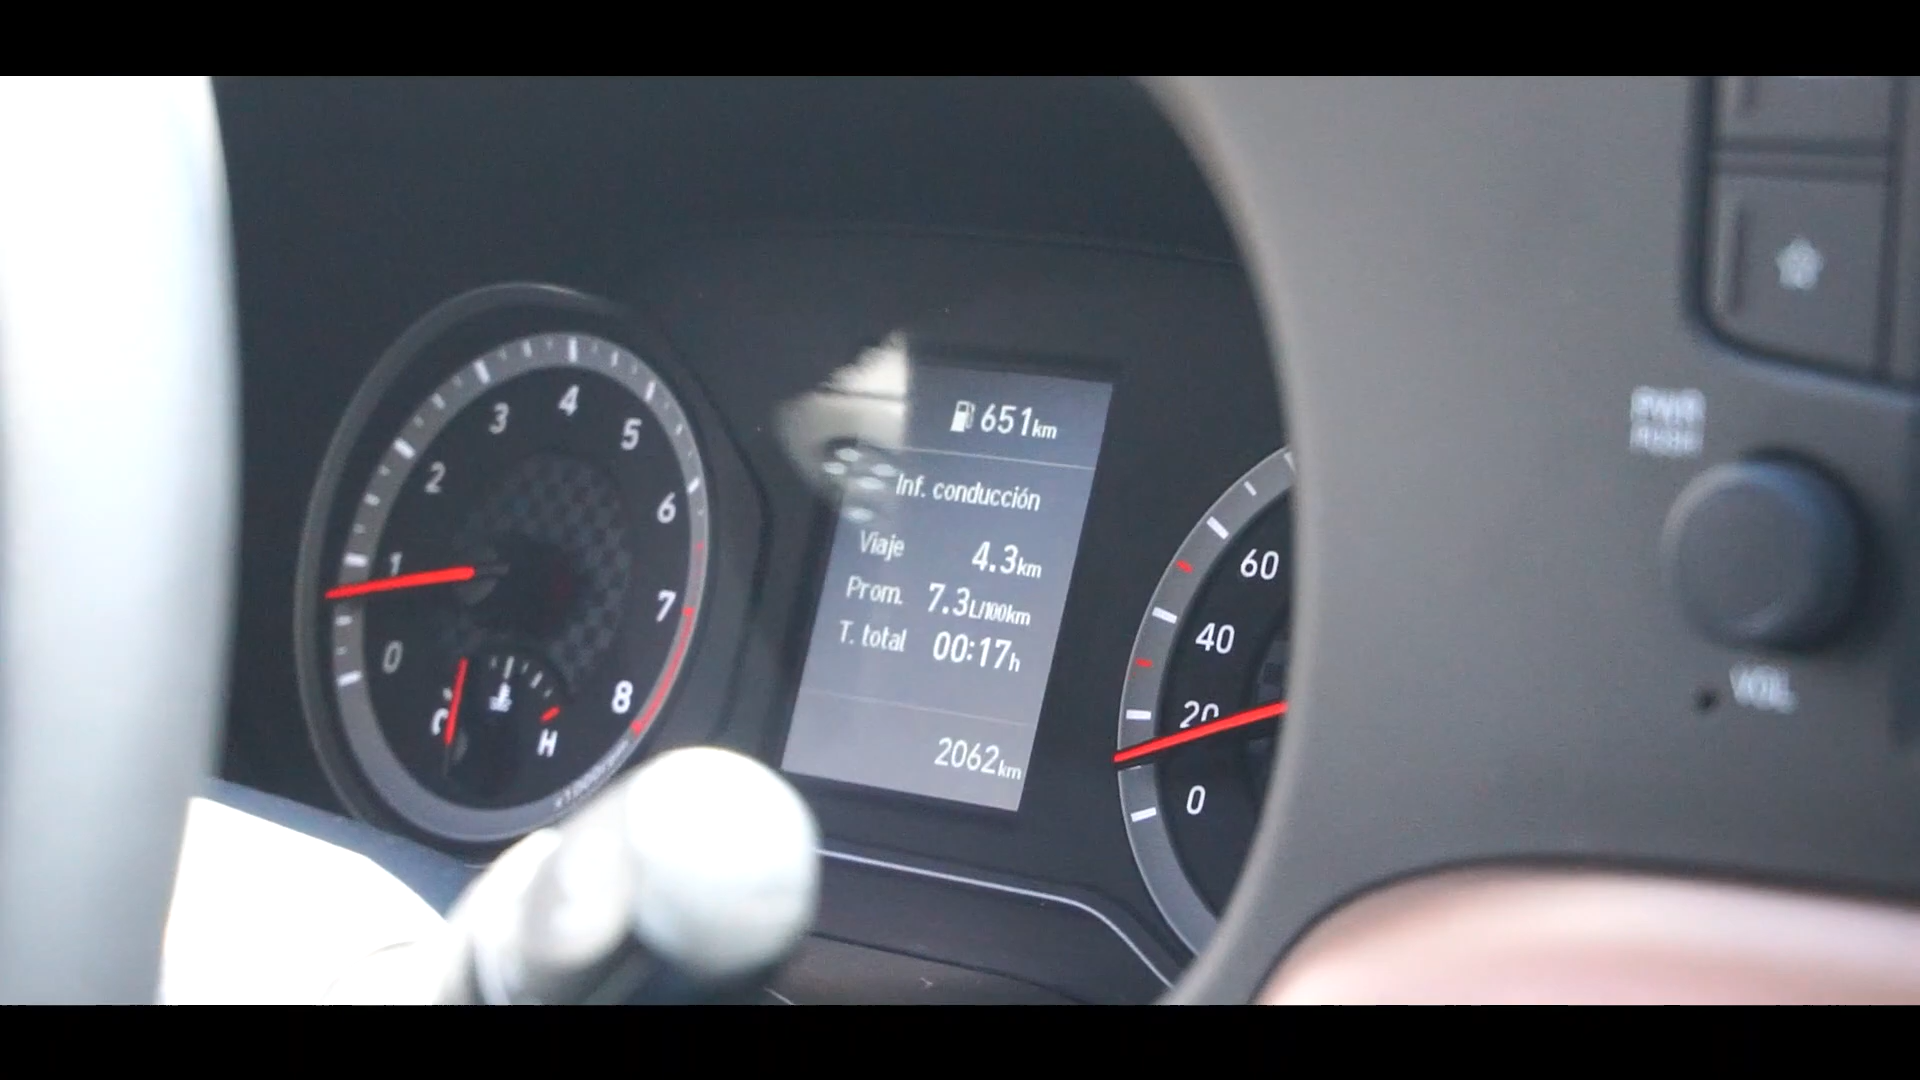 651km
Inf. conducción
Viaje 4.3km
Prom. 7.3L/100km
T. total 00:17h
2062km
0
1
2
3
4
5
6
7
8
H
60
40
20
0
VOL